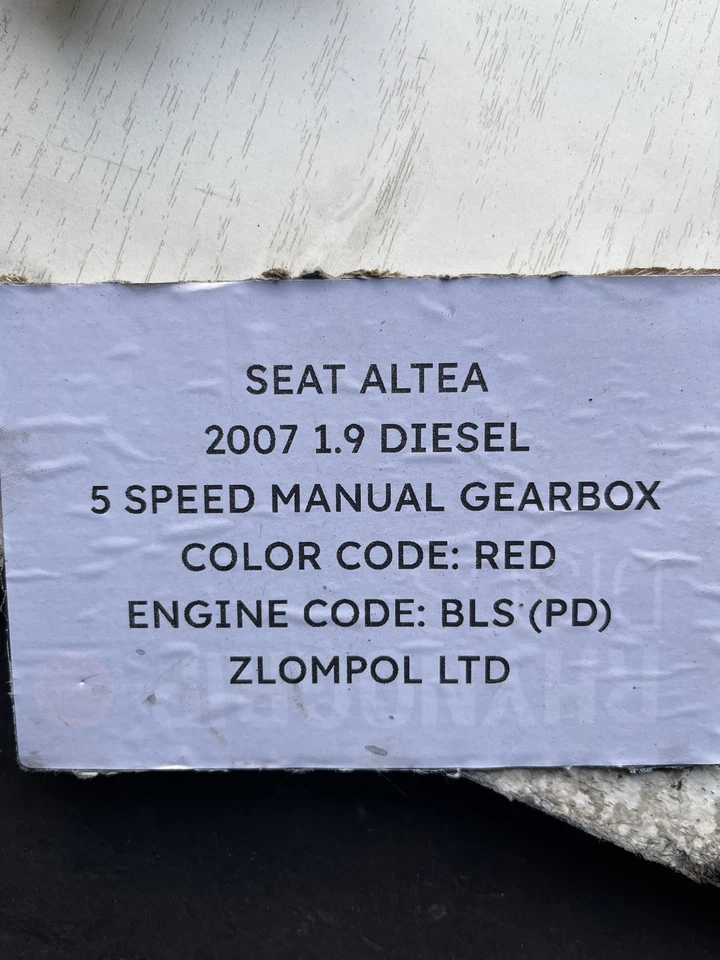 SEAT ALTEA
2007 1.9 DIESEL
5 SPEED MANUAL GEARBOX
COLOR CODE: RED
ENGINE CODE: BLS (PD)
ZLOMPOL LTD